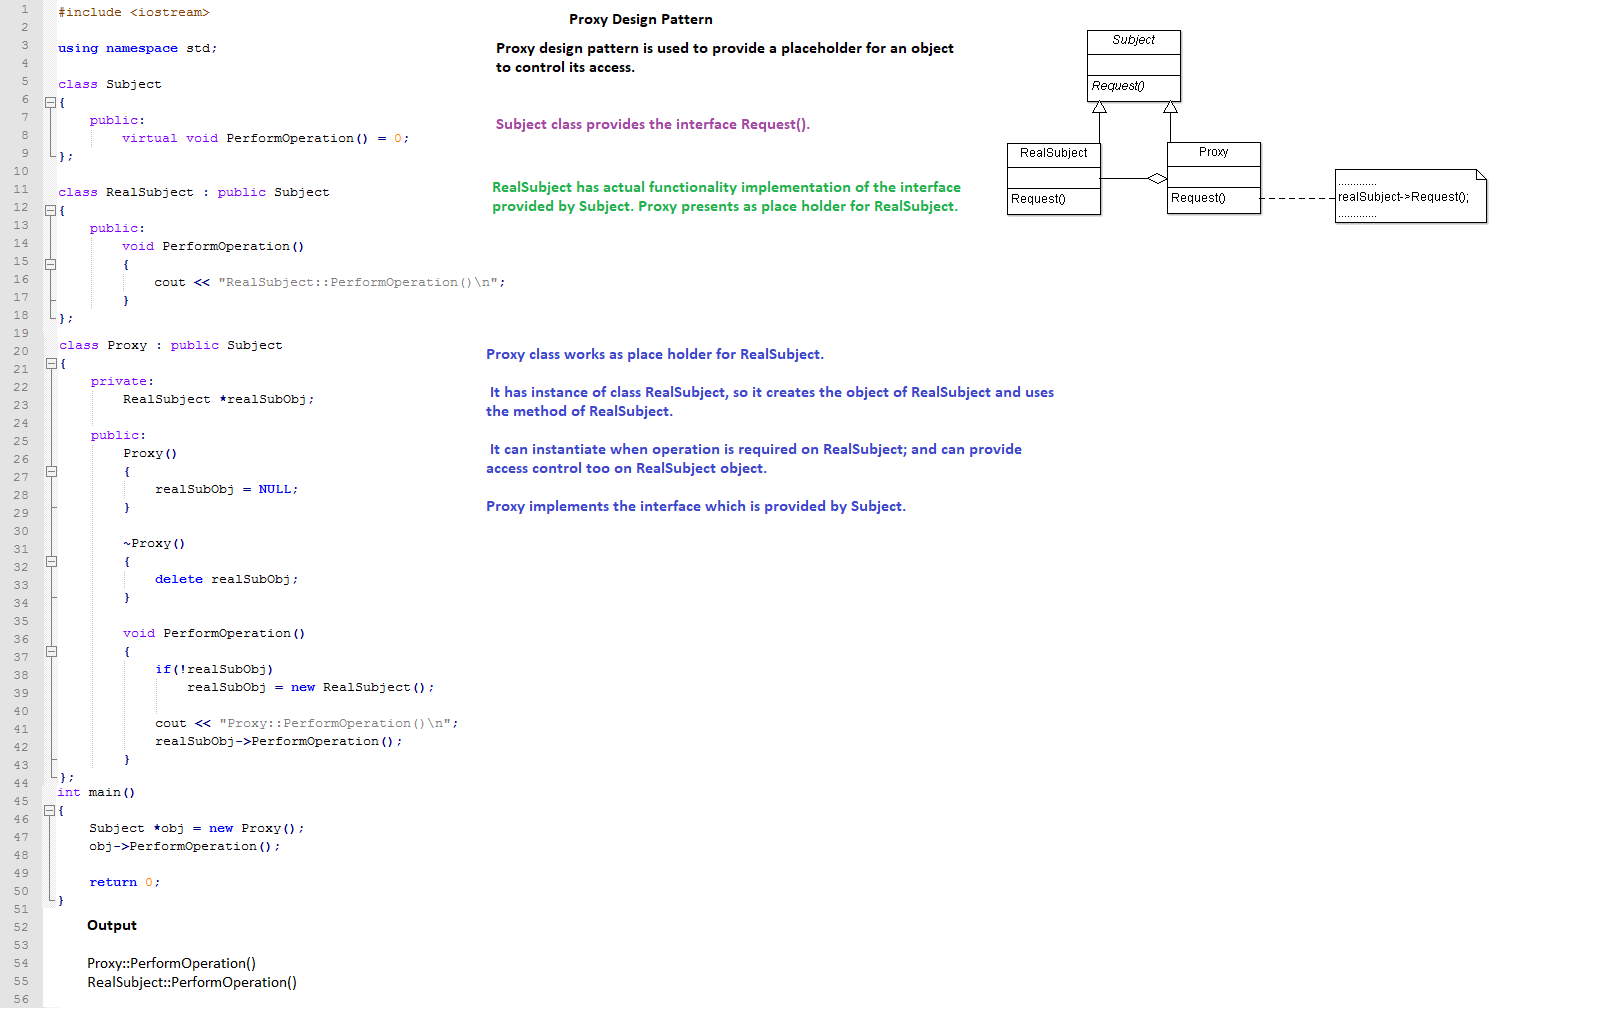 #include <iostream>
using namespace std;
class Subject
{
public:
virtual void PerformOperation() = 0;
};
class RealSubject : public Subject
{
public:
void PerformOperation()
{
cout << "RealSubject::PerformOperation()\n";
}
};
class Proxy : public Subject
{
private:
RealSubject *realSubObj;
public:
Proxy()
{
realSubObj = NULL;
}
~Proxy()
{
delete realSubObj;
}
void PerformOperation()
{
if(!realSubObj)
realSubObj = new RealSubject();
cout << "Proxy::PerformOperation()\n";
realSubObj->PerformOperation();
}
};
int main()
{
Subject *obj = new Proxy();
obj->PerformOperation();
return 0;
}
Output
Proxy::PerformOperation()
RealSubject::PerformOperation()
Proxy Design Pattern
Proxy design pattern is used to provide a placeholder for an object
to control its access.
Subject class provides the interface Request().
RealSubject has actual functionality implementation of the interface
provided by Subject. Proxy presents as place holder for RealSubject.
Proxy class works as place holder for RealSubject.
It has instance of class RealSubject, so it creates the object of RealSubject and uses
the method of RealSubject.
It can instantiate when operation is required on RealSubject; and can provide
access control too on RealSubject object.
Proxy implements the interface which is provided by Subject.
Subject
Request()
RealSubject
Request()
Proxy
Request()
.............
realSubject->Request();
.............
1
2
3
4
5
6
7
8
9
10
11
12
13
14
15
16
17
18
19
20
21
22
23
24
25
26
27
28
29
30
31
32
33
34
35
36
37
38
39
40
41
42
43
44
45
46
47
48
49
50
51
52
53
54
55
56